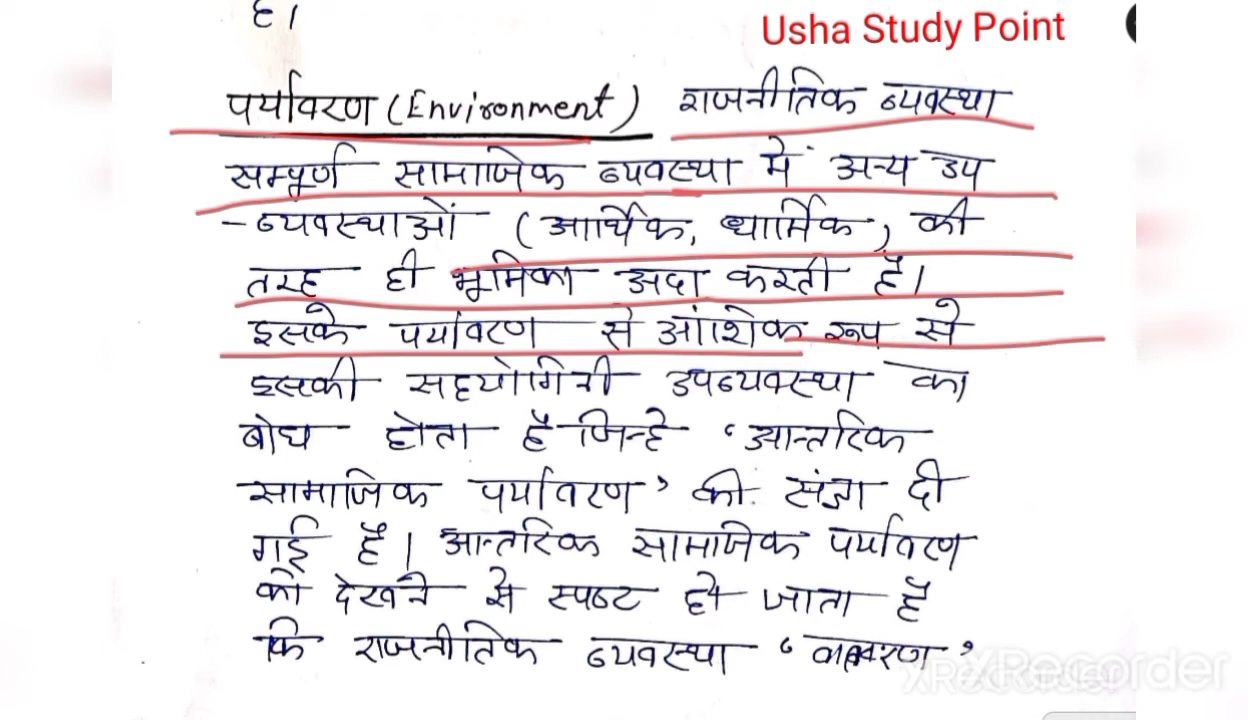 है।
Usha Study Point
पर्यावरण (Environment) राजनीतिक व्यवस्था
सम्पूर्ण सामाजिक व्यवस्था में अन्य उप
-व्यवस्थाओं (आर्थिक, धार्मिक) की
तरह ही भूमिका अदा करती है।
इसके पर्यावरण से आंशिक रूप से
इसकी सहयोगिनी उपव्यवस्था का
बोध होता है जिन्हे 'आन्तरिक
सामाजिक पर्यावरण' की संज्ञा दी
गई है। आन्तरिक सामाजिक पर्यावरण
को देखने से स्पष्ट हो जाता है
कि राजनीतिक व्यवस्था
XRecorder